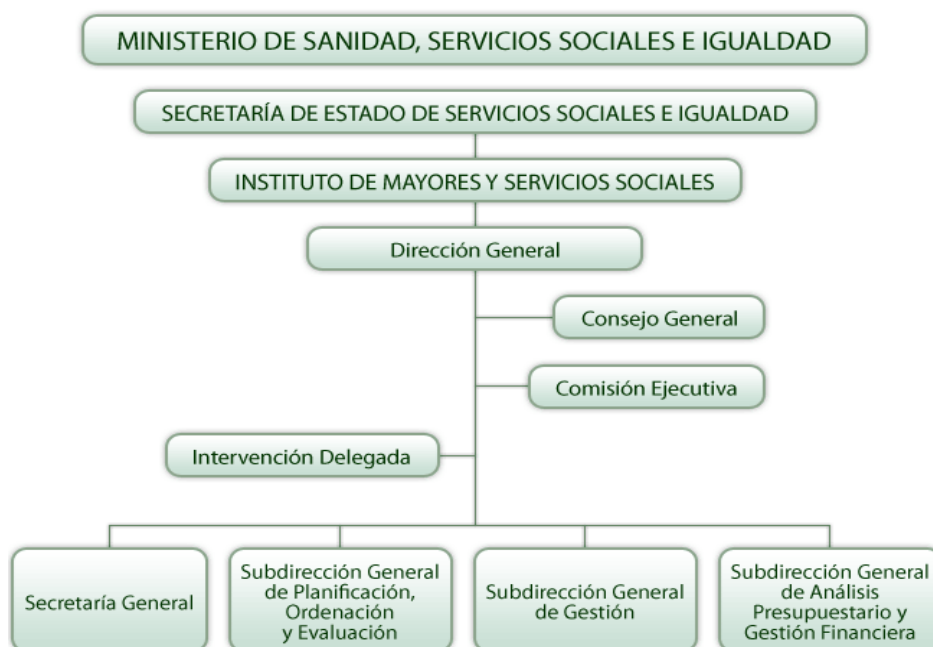 MINISTERIO DE SANIDAD, SERVICIOS SOCIALES E IGUALDAD
SECRETARÍA DE ESTADO DE SERVICIOS SOCIALES E IGUALDAD
INSTITUTO DE MAYORES Y SERVICIOS SOCIALES
Dirección General
Consejo General
Comisión Ejecutiva
Intervención Delegada
Secretaría General
Subdirección General
de Planificación,
Ordenación
y Evaluación
Subdirección General
de Gestión
Subdirección General
de Análisis
Presupuestario y
Gestión Financiera